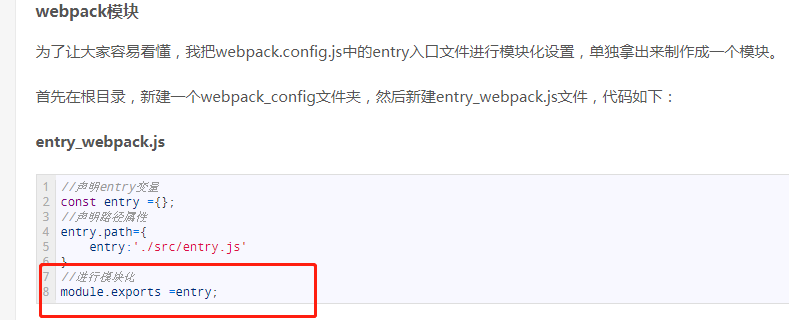 webpack模块
为了让大家容易看懂，我把webpack.config.js中的entry入口文件进行模块化设置，单独拿出来制作成一个模块。
首先在根目录，新建一个webpack_config文件夹，然后新建entry_webpack.js文件，代码如下：
entry_webpack.js
1 //声明entry变量
2 const entry ={};
3 //声明路径属性
4 entry.path={
5     entry:'./src/entry.js'
6 }
7 //进行模块化
8 module.exports =entry;